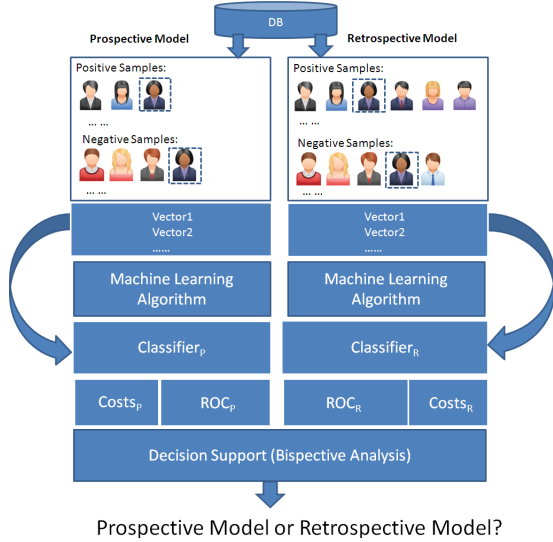 DB
Prospective Model
Retrospective Model
Positive Samples:
... ...
Negative Samples:
... ...
Positive Samples:
... ...
Negative Samples:
... ...
Vector1
Vector2
......
Vector1
Vector2
......
Machine Learning
Algorithm
Machine Learning
Algorithm
ClassifierP
ClassifierR
CostsP
ROCP
ROCR
CostsR
Decision Support (Bispective Analysis)
Prospective Model or Retrospective Model?